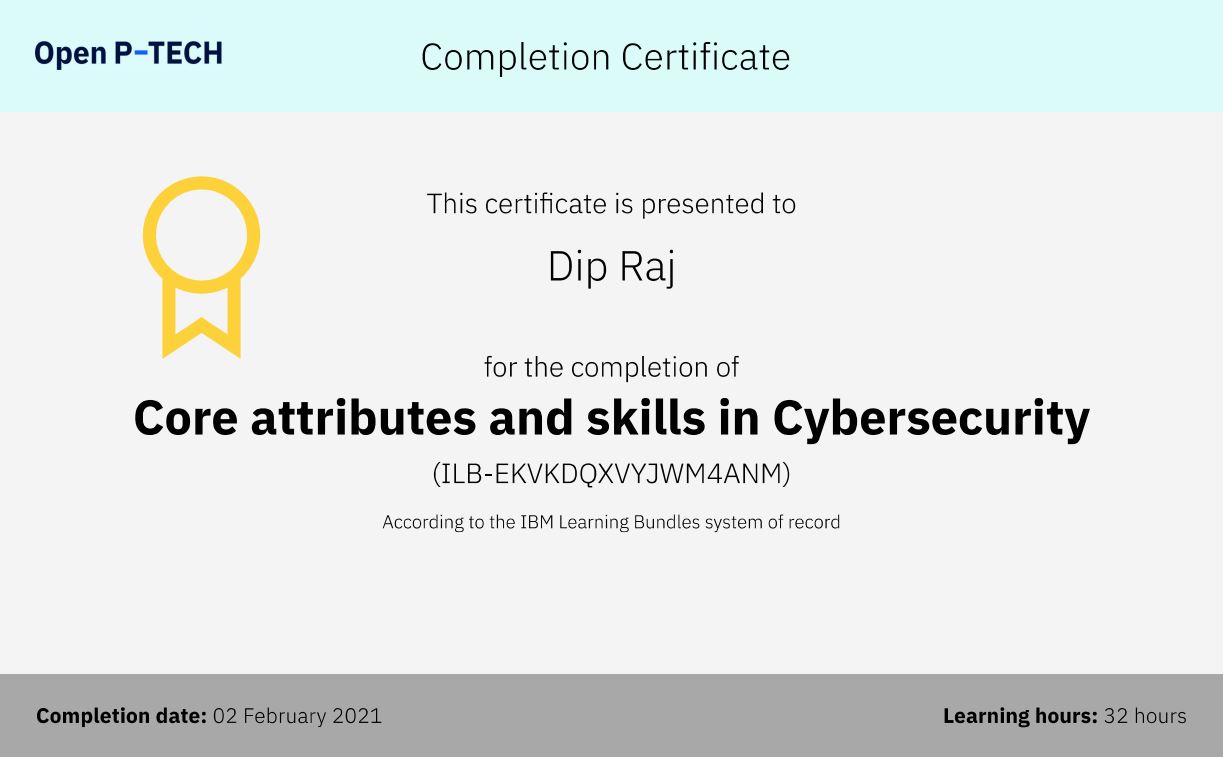 Open P-TECH
Completion Certificate
This certificate is presented to
Dip Raj
for the completion of
Core attributes and skills in Cybersecurity
(ILB-EKVKDQXVYJWM4ANM)
According to the IBM Learning Bundles system of record
Completion date: 02 February 2021
Learning hours: 32 hours